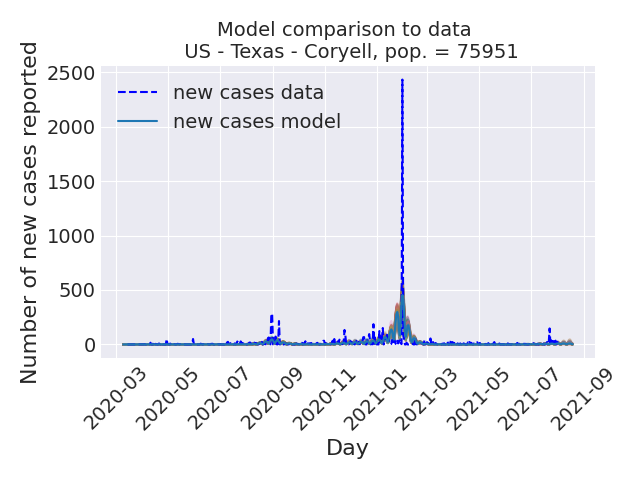 Model comparison to data
US - Texas - Coryell, pop. = 75951
Number of new cases reported
2500
2000
1500
1000
500
0
new cases data
new cases model
2020-03
2020-05
2020-07
2020-09
2020-11
2021-01
2021-03
2021-05
2021-07
2021-09
Day